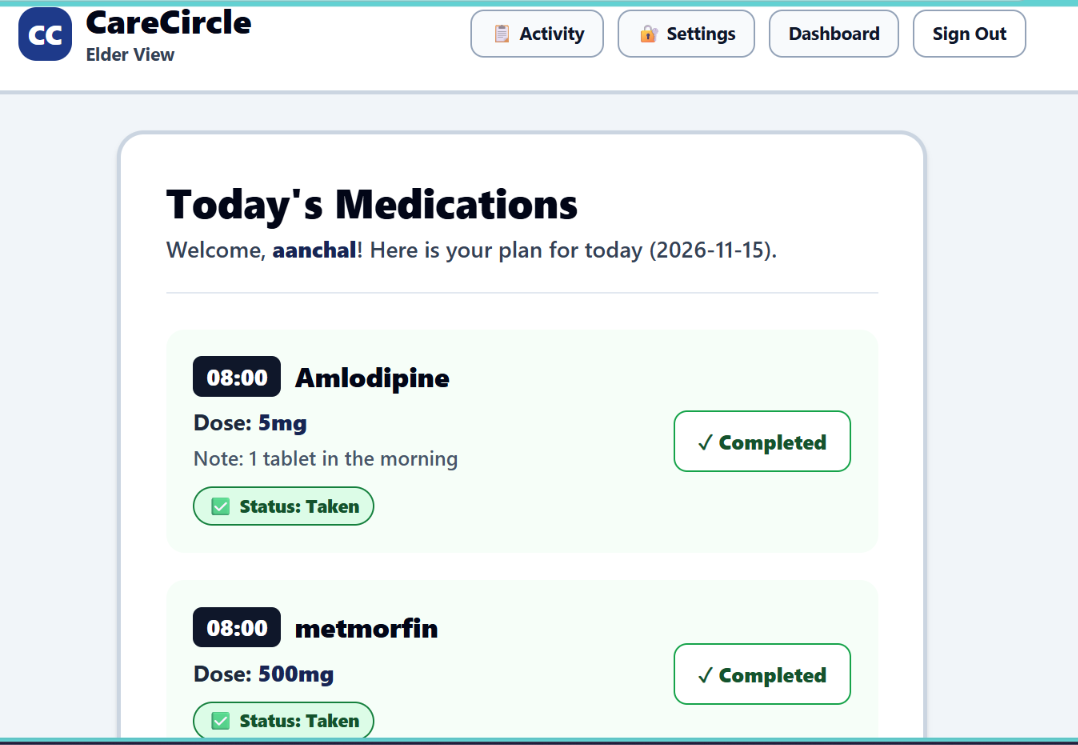 CC
CareCircle
Elder View
Activity
Settings
Dashboard
Sign Out
Today's Medications
Welcome, aanchal! Here is your plan for today (2026-11-15).
08:00 Amlodipine
Dose: 5mg
Note: 1 tablet in the morning
✅ Status: Taken
✓ Completed
08:00 metmorfin
Dose: 500mg
✅ Status: Taken
✓ Completed